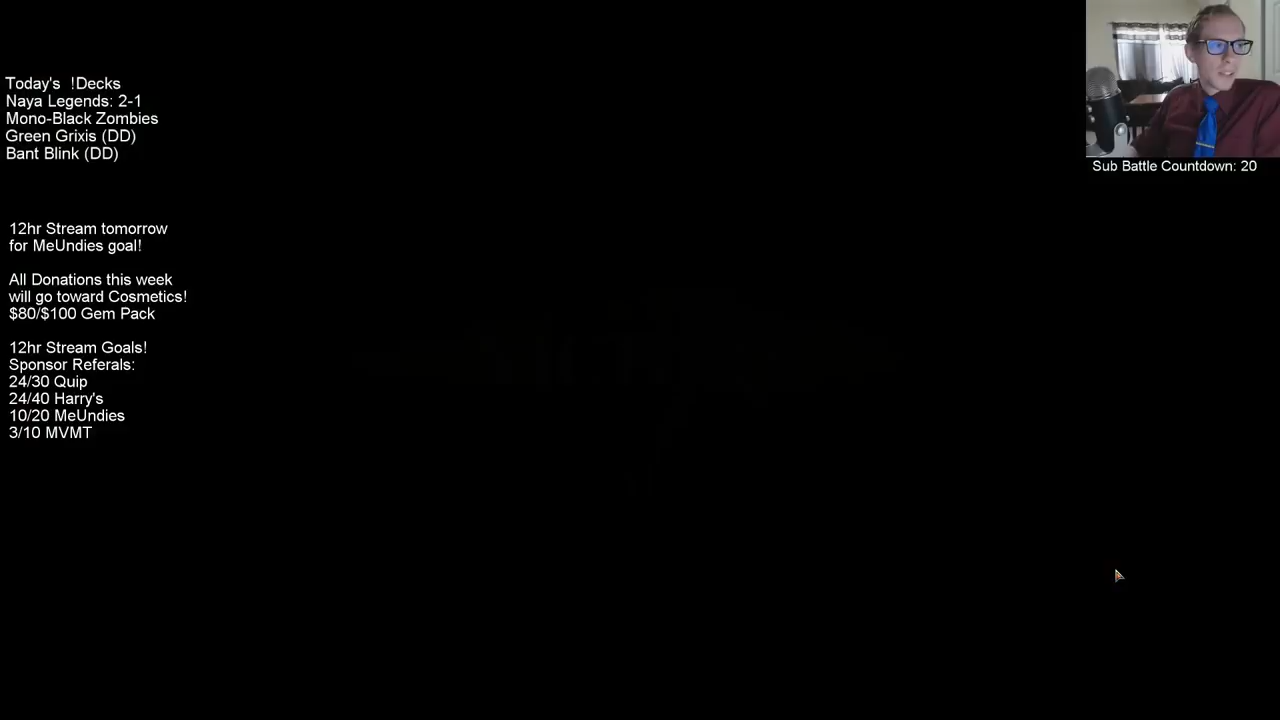 Today's !Decks
Naya Legends: 2-1
Mono-Black Zombies
Green Grixis (DD)
Bant Blink (DD)
12hr Stream tomorrow
for MeUndies goal!
All Donations this week
will go toward Cosmetics!
$80/$100 Gem Pack
12hr Stream Goals!
Sponsor Referals:
24/30 Quip
24/40 Harry's
10/20 MeUndies
3/10 MVMT
Sub Battle Countdown: 20